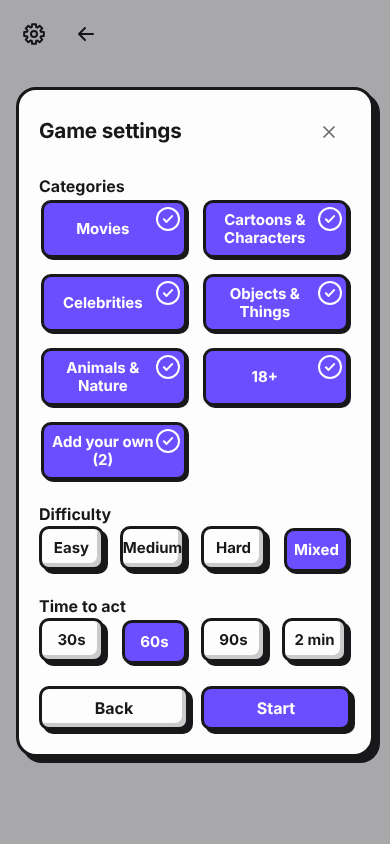 Game settings
Categories
Movies
Cartoons &
Characters
Celebrities
Objects &
Things
Animals &
Nature
18+
Add your own
(2)
Difficulty
Easy
Medium
Hard
Mixed
Time to act
30s
60s
90s
2 min
Back
Start